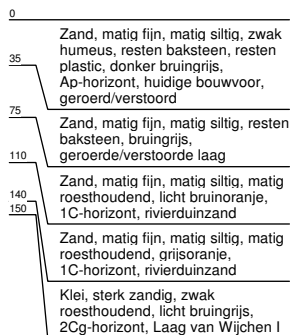 0
Zand, matig fijn, matig siltig, zwak
humeus, resten baksteen, resten
plastic, donker bruingrijs,
Ap-horizont, huidige bouwvoor,
geroerd/verstoord
35
Zand, matig fijn, matig siltig, resten
baksteen, bruingrijs,
geroerde/verstoorde laag
75
Zand, matig fijn, matig siltig, matig
roesthoudend, licht bruinoranje,
1C-horizont, rivierduinzand
110
Zand, matig fijn, matig siltig, matig
roesthoudend, grijsoranje,
1C-horizont, rivierduinzand
140
150
Klei, sterk zandig, zwak
roesthoudend, licht bruingrijs,
2Cg-horizont, Laag van Wijchen I